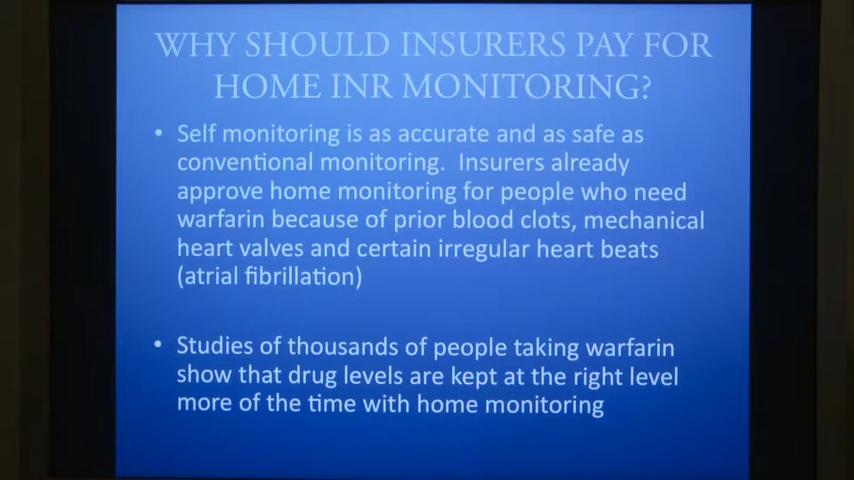 WHY SHOULD INSURERS PAY FOR
HOME INR MONITORING?
• Self monitoring is as accurate and as safe as
conventional monitoring.  Insurers already
approve home monitoring for people who need
warfarin because of prior blood clots, mechanical
heart valves and certain irregular heart beats
(atrial fibrillation)
• Studies of thousands of people taking warfarin
show that drug levels are kept at the right level
more of the time with home monitoring